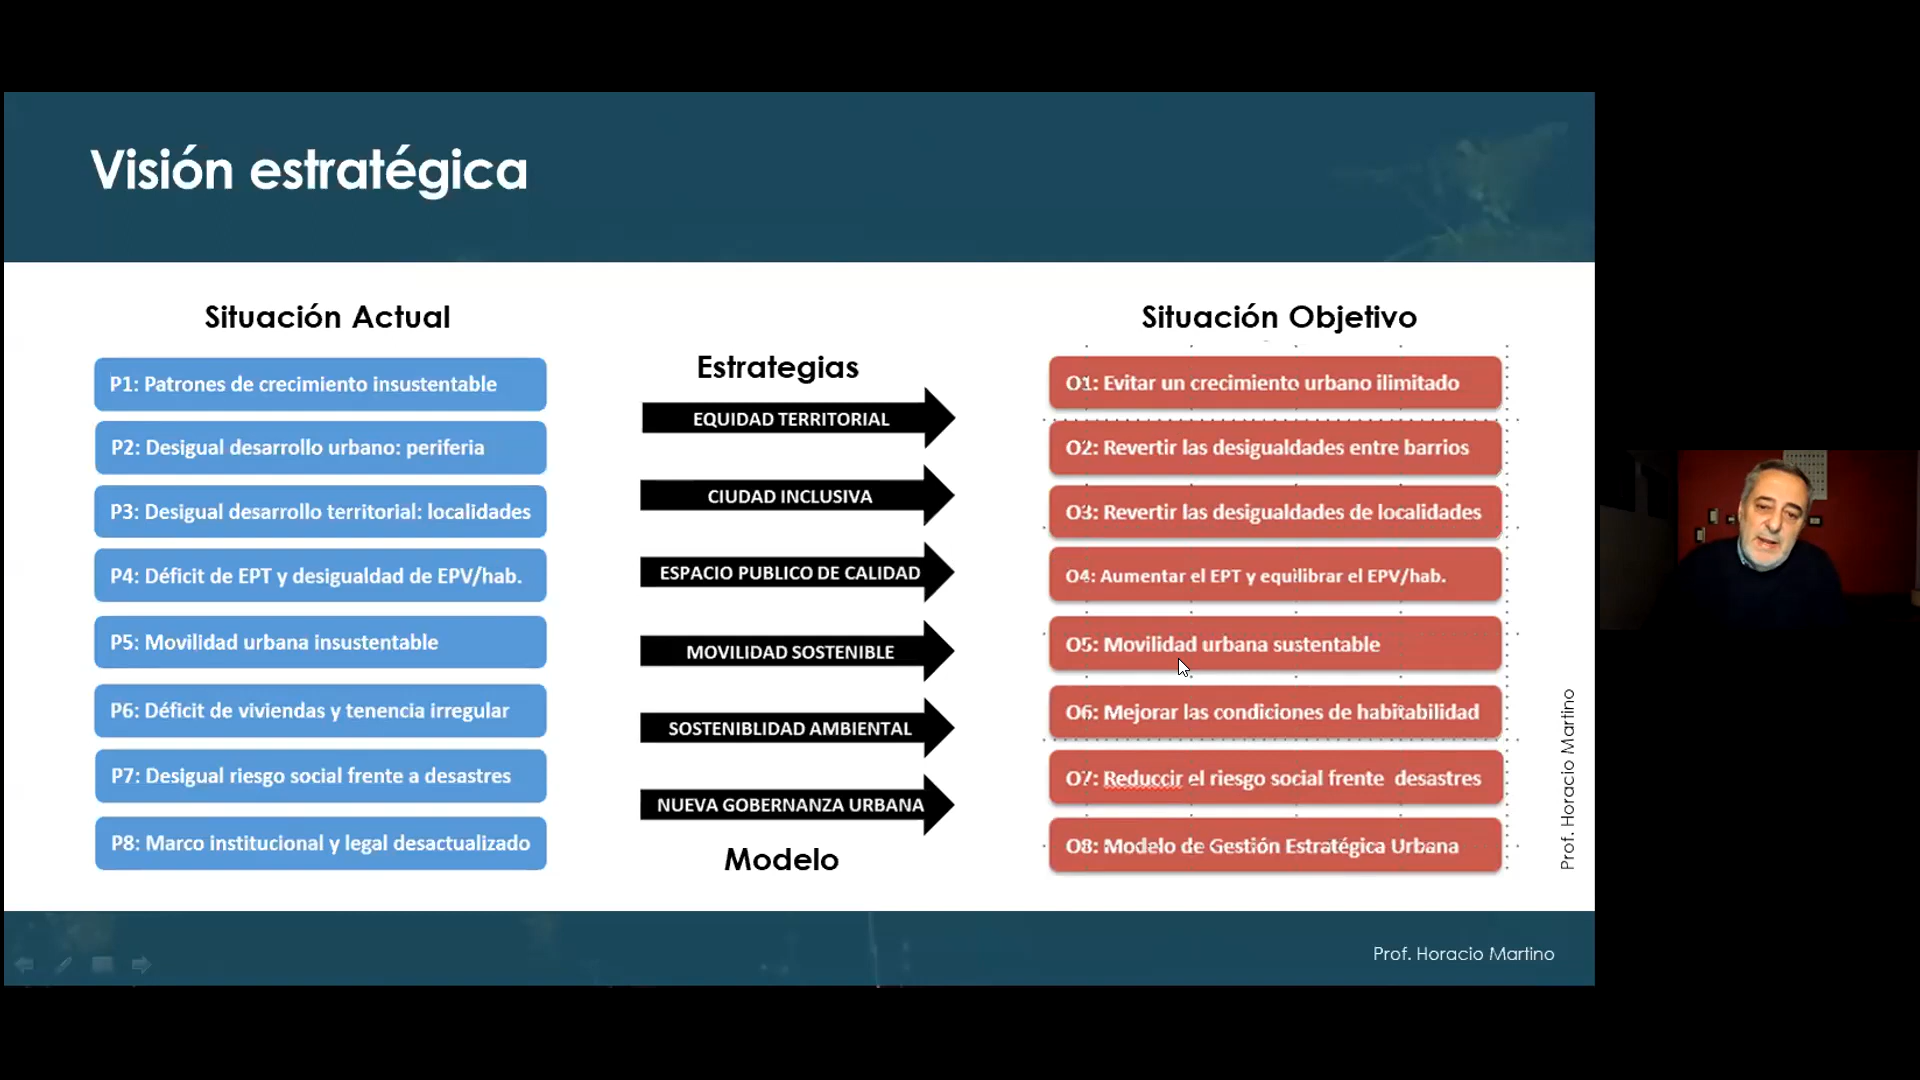 Visión estratégica
Situación Actual
P1: Patrones de crecimiento insustentable
P2: Desigual desarrollo urbano: periferia
P3: Desigual desarrollo territorial: localidades
P4: Déficit de EPT y desigualdad de EPV/hab.
P5: Movilidad urbana insustentable
P6: Déficit de viviendas y tenencia irregular
P7: Desigual riesgo social frente a desastres
P8: Marco institucional y legal desactualizado
Estrategias
EQUIDAD TERRITORIAL
CIUDAD INCLUSIVA
ESPACIO PUBLICO DE CALIDAD
MOVILIDAD SOSTENIBLE
SOSTENIBLIDAD AMBIENTAL
NUEVA GOBERNANZA URBANA
Modelo
Situación Objetivo
O1: Evitar un crecimiento urbano ilimitado
O2: Revertir las desigualdades entre barrios
O3: Revertir las desigualdades de localidades
O4: Aumentar el EPT y equilibrar el EPV/hab.
O5: Movilidad urbana sustentable
O6: Mejorar las condiciones de habitabilidad
O7: Reduccir el riesgo social frente desastres
O8: Modelo de Gestión Estratégica Urbana
Prof. Horacio Martino
Prof. Horacio Martino